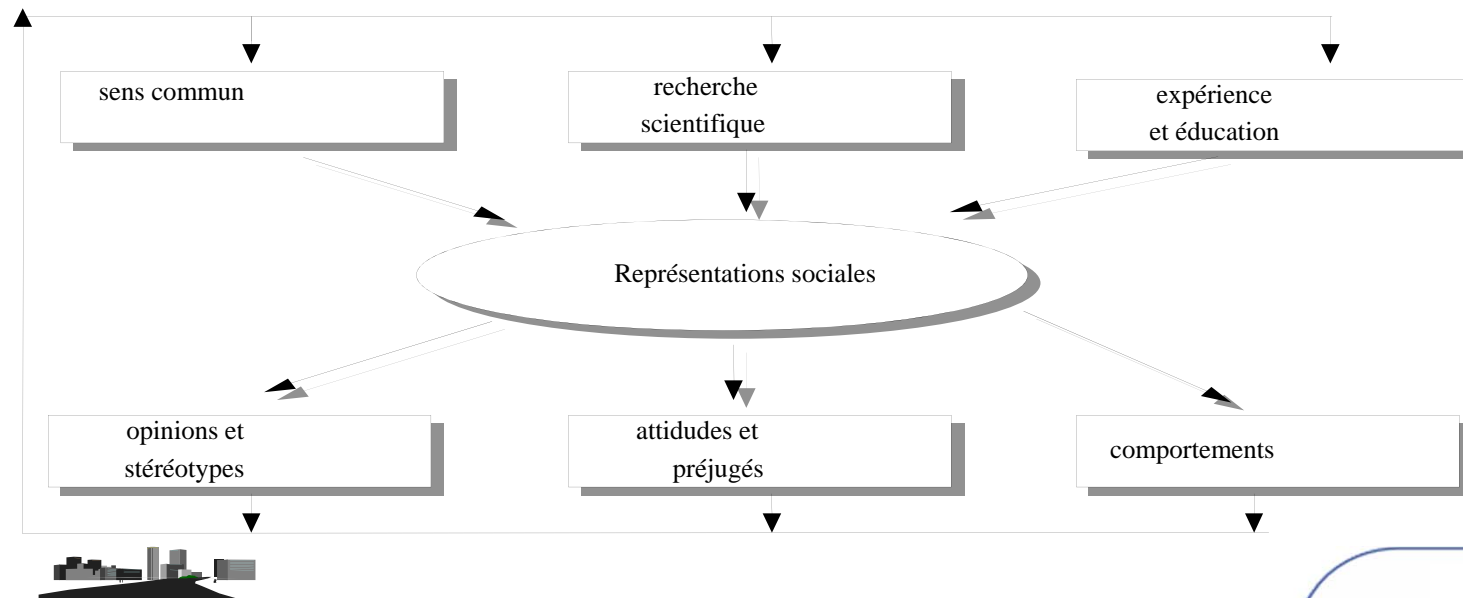 sens commun
recherche
scientifique
expérience
et éducation
Représentations sociales
opinions et
stéréotypes
attidudes et
préjugés
comportements